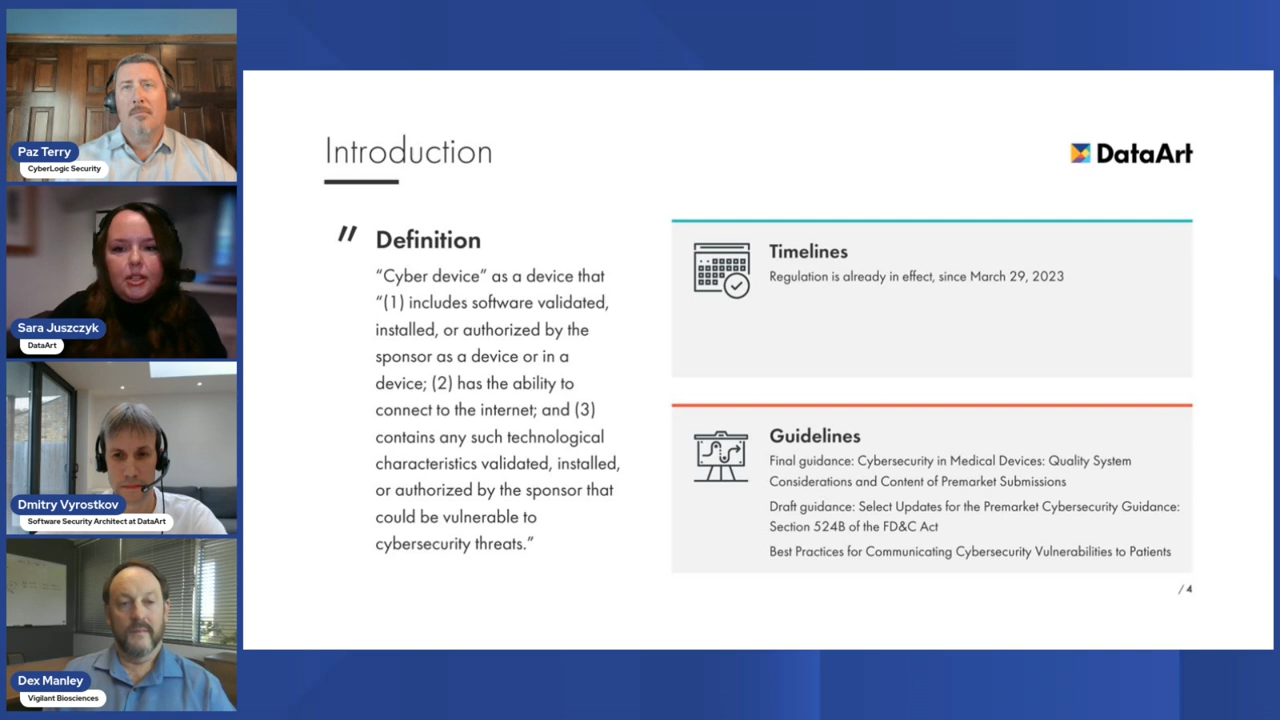 Paz Terry
CyberLogic Security
Sara Juszczyk
DataArt
Dmitry Vyrostkov
Software Security Architect at DataArt
Dex Manley
Vigilant Biosciences
Introduction
DataArt
"
Definition
“Cyber device” as a device that
“(1) includes software validated,
installed, or authorized by the
sponsor as a device or in a
device; (2) has the ability to
connect to the internet; and (3)
contains any such technological
characteristics validated, installed,
or authorized by the sponsor that
could be vulnerable to
cybersecurity threats.”
Timelines
Regulation is already in effect, since March 29, 2023
Guidelines
Final guidance: Cybersecurity in Medical Devices: Quality System
Considerations and Content of Premarket Submissions
Draft guidance: Select Updates for the Premarket Cybersecurity Guidance:
Section 524B of the FD&C Act
Best Practices for Communicating Cybersecurity Vulnerabilities to Patients
/ 4